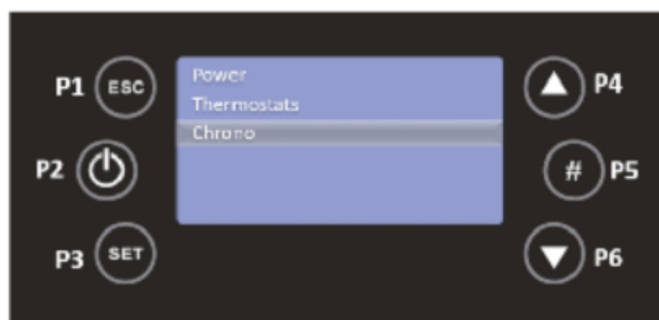 P1 ESC
Power
P4
Thermostats
Chrono
P2
# P5
P3 SET
P6